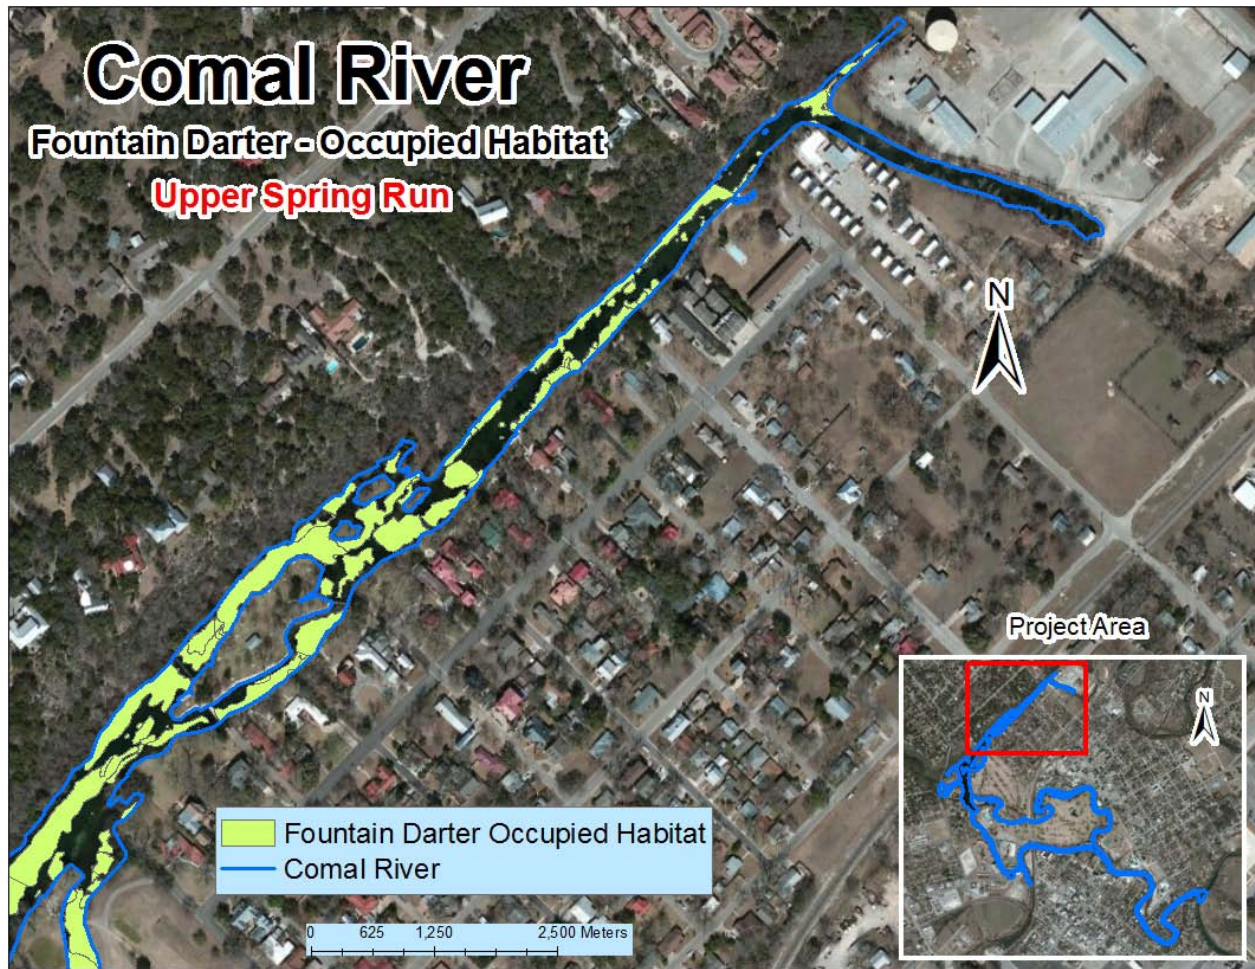 Comal River
Fountain Darter - Occupied Habitat
Upper Spring Run
N
Project Area
N
Fountain Darter Occupied Habitat
Comal River
0 625 1,250 2,500 Meters